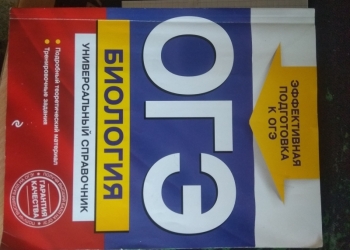 ЭФФЕКТИВНАЯ
ПОДГОТОВКА
К ОГЭ
ОГЭ
БИОЛОГИЯ
УНИВЕРСАЛЬНЫЙ СПРАВОЧНИК
• Подробный теоретический материал
• Тренировочные задания
ГАРАНТИЯ
КАЧЕСТВА